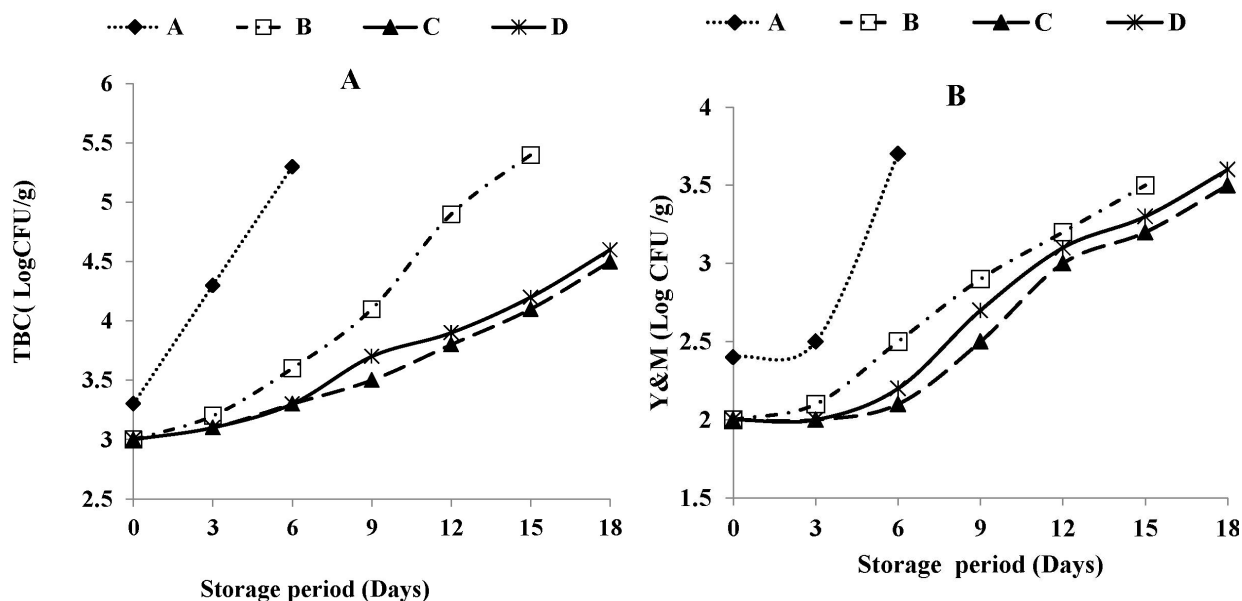 A B C D
A
6
5.5
5
4.5
4
3.5
3
2.5
TBC( LogCFU/g)
0 3 6 9 12 15 18
Storage period (Days)
A B C D
B
4
3.5
3
2.5
2
1.5
Y&M (Log CFU /g)
0 3 6 9 12 15 18
Storage period (Days)